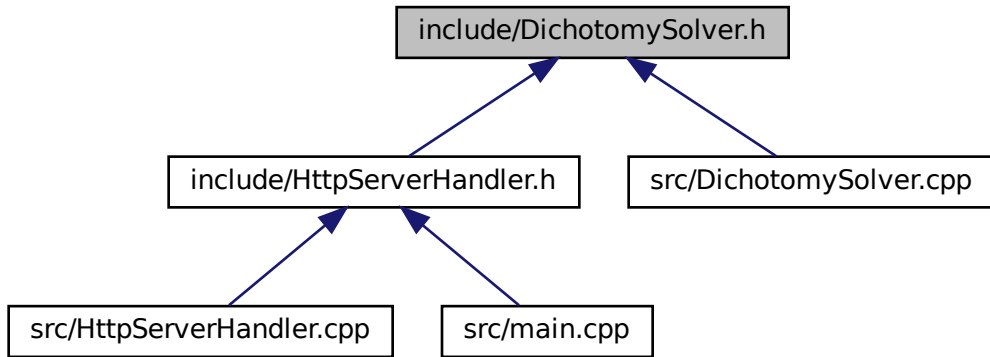 include/DichotomySolver.h
include/HttpServerHandler.h
src/DichotomySolver.cpp
src/HttpServerHandler.cpp
src/main.cpp